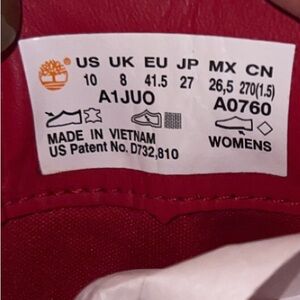 US UK EU JP MX CN
10 8 41.5 27 26,5 270(1.5)
A1JUO A0760
MADE IN VIETNAM
US Patent No. D732,810
WOMENS